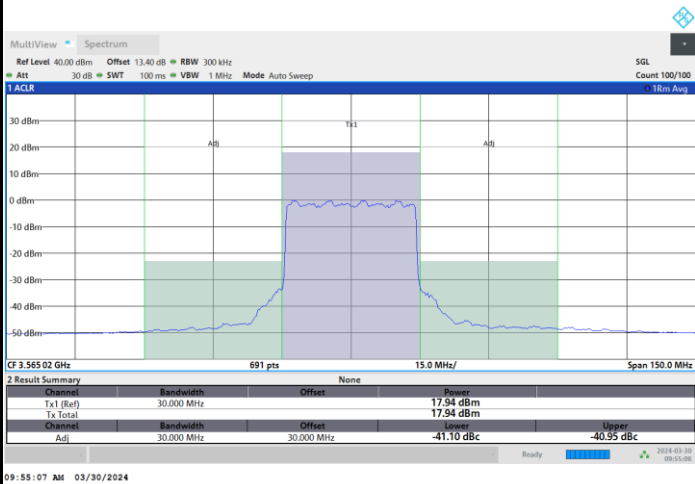 MultiView Spectrum
Ref Level 40.00 dBm Offset 13.40 dB RBW 300 kHz SGL
Att 30 dB SWT 100 ms VBW 1 MHz Mode Auto Sweep Count 100/100
1 ACLR 1Rm Avg
30 dBm
Tx1
20 dBm
Adj Adj
10 dBm
0 dBm
-10 dBm
-20 dBm
-30 dBm
-40 dBm
-50 dBm
CF 3.565 02 GHz 691 pts 15.0 MHz/ Span 150.0 MHz
2 Result Summary None
Channel Bandwidth Offset Power
Tx1 (Ref) 30.000 MHz 17.94 dBm
Tx Total 17.94 dBm
Channel Bandwidth Offset Lower Upper
Adj 30.000 MHz 30.000 MHz -41.10 dBc -40.95 dBc
Ready 2024-03-30
09:55:08
09:55:07 AM 03/30/2024